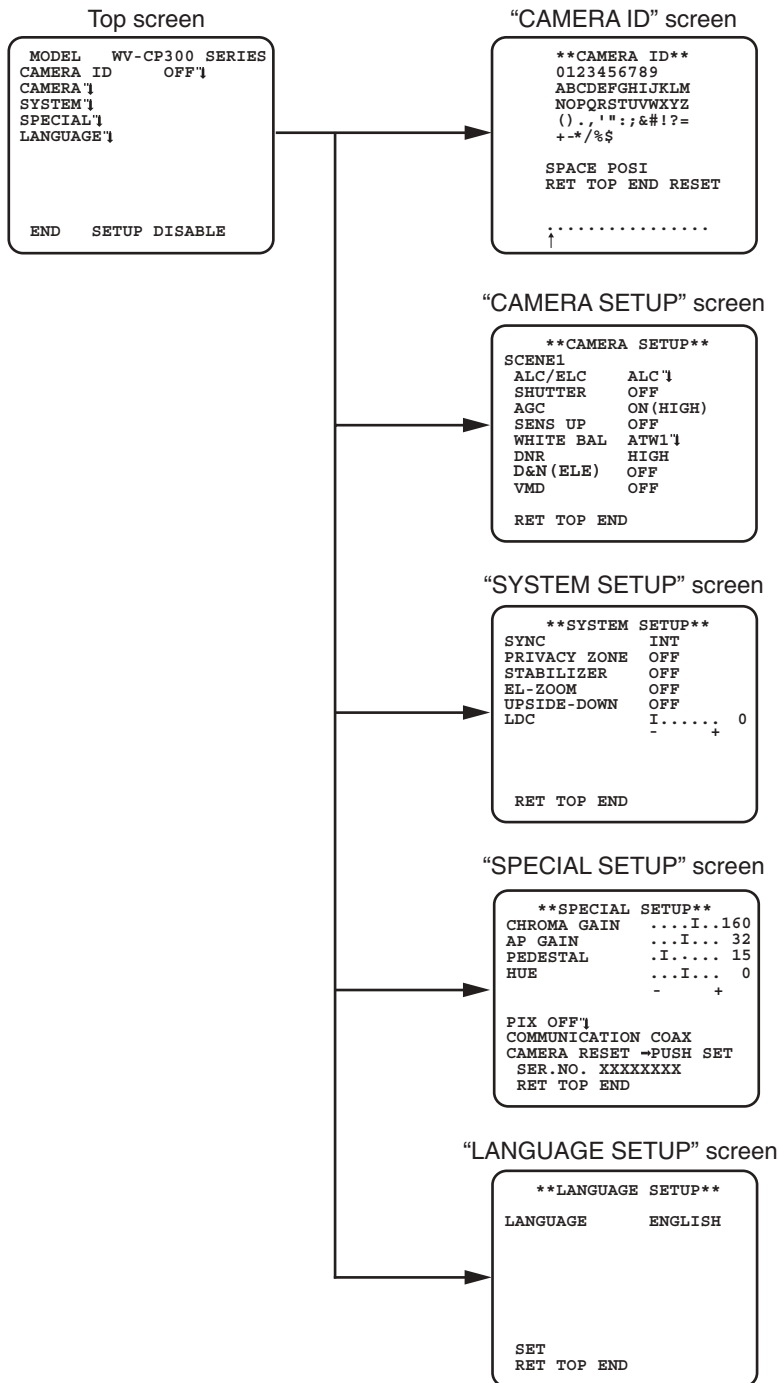 Top screen
MODEL WV-CP300 SERIES
CAMERA ID OFF
CAMERA
SYSTEM
SPECIAL
LANGUAGE
END SETUP DISABLE
“CAMERA ID” screen
**CAMERA ID**
0123456789
ABCDEFGHIJKLM
NOPQRSTUVWXYZ
().,'":;&#!?=
+-*/%$
SPACE POSI
RET TOP END RESET
................
↑
“CAMERA SETUP” screen
**CAMERA SETUP**
SCENE1
ALC/ELC ALC
SHUTTER OFF
AGC ON(HIGH)
SENS UP OFF
WHITE BAL ATW1
DNR HIGH
D&N(ELE) OFF
VMD OFF
RET TOP END
“SYSTEM SETUP” screen
**SYSTEM SETUP**
SYNC INT
PRIVACY ZONE OFF
STABILIZER OFF
EL-ZOOM OFF
UPSIDE-DOWN OFF
LDC I...... 0
- +
RET TOP END
“SPECIAL SETUP” screen
**SPECIAL SETUP**
CHROMA GAIN ....I..160
AP GAIN ...I... 32
PEDESTAL .I..... 15
HUE ...I... 0
- +
PIX OFF
COMMUNICATION COAX
CAMERA RESET →PUSH SET
SER.NO. XXXXXXXX
RET TOP END
“LANGUAGE SETUP” screen
**LANGUAGE SETUP**
LANGUAGE ENGLISH
SET
RET TOP END